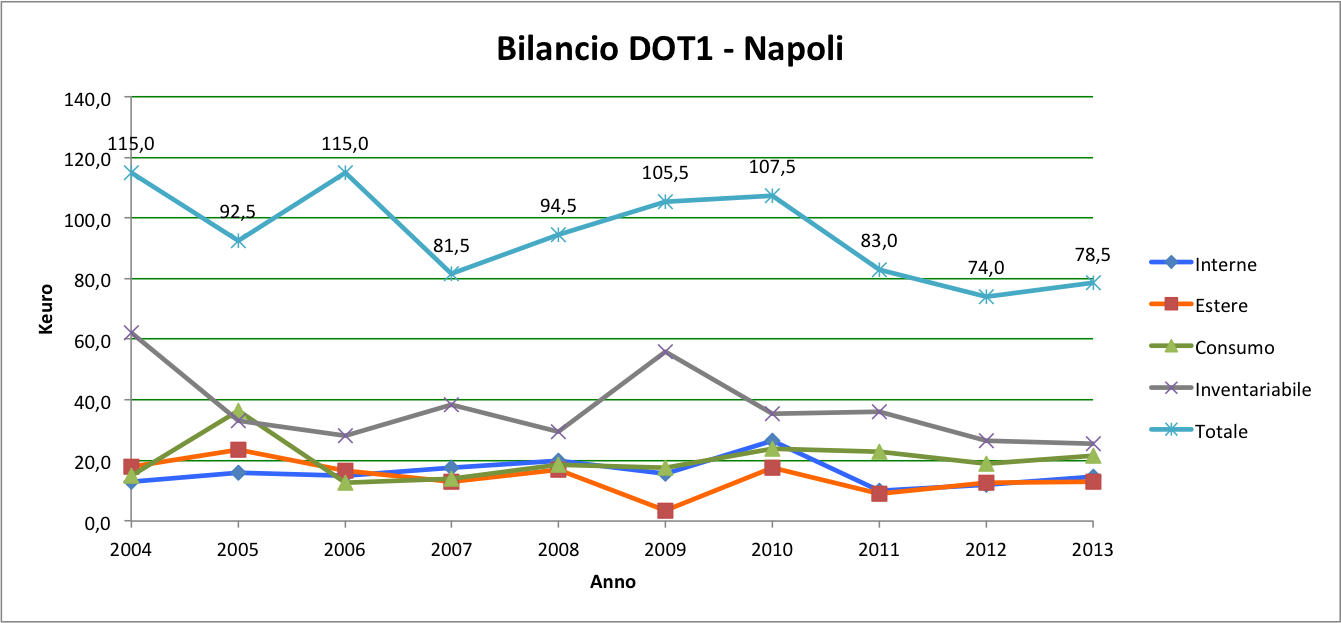 Bilancio DOT1 - Napoli
140,0
120,0
100,0
80,0
60,0
40,0
20,0
0,0
Keuro
115,0
92,5
115,0
81,5
94,5
105,5
107,5
83,0
74,0
78,5
2004 2005 2006 2007 2008 2009 2010 2011 2012 2013
Anno
Interne
Estere
Consumo
Inventariabile
Totale